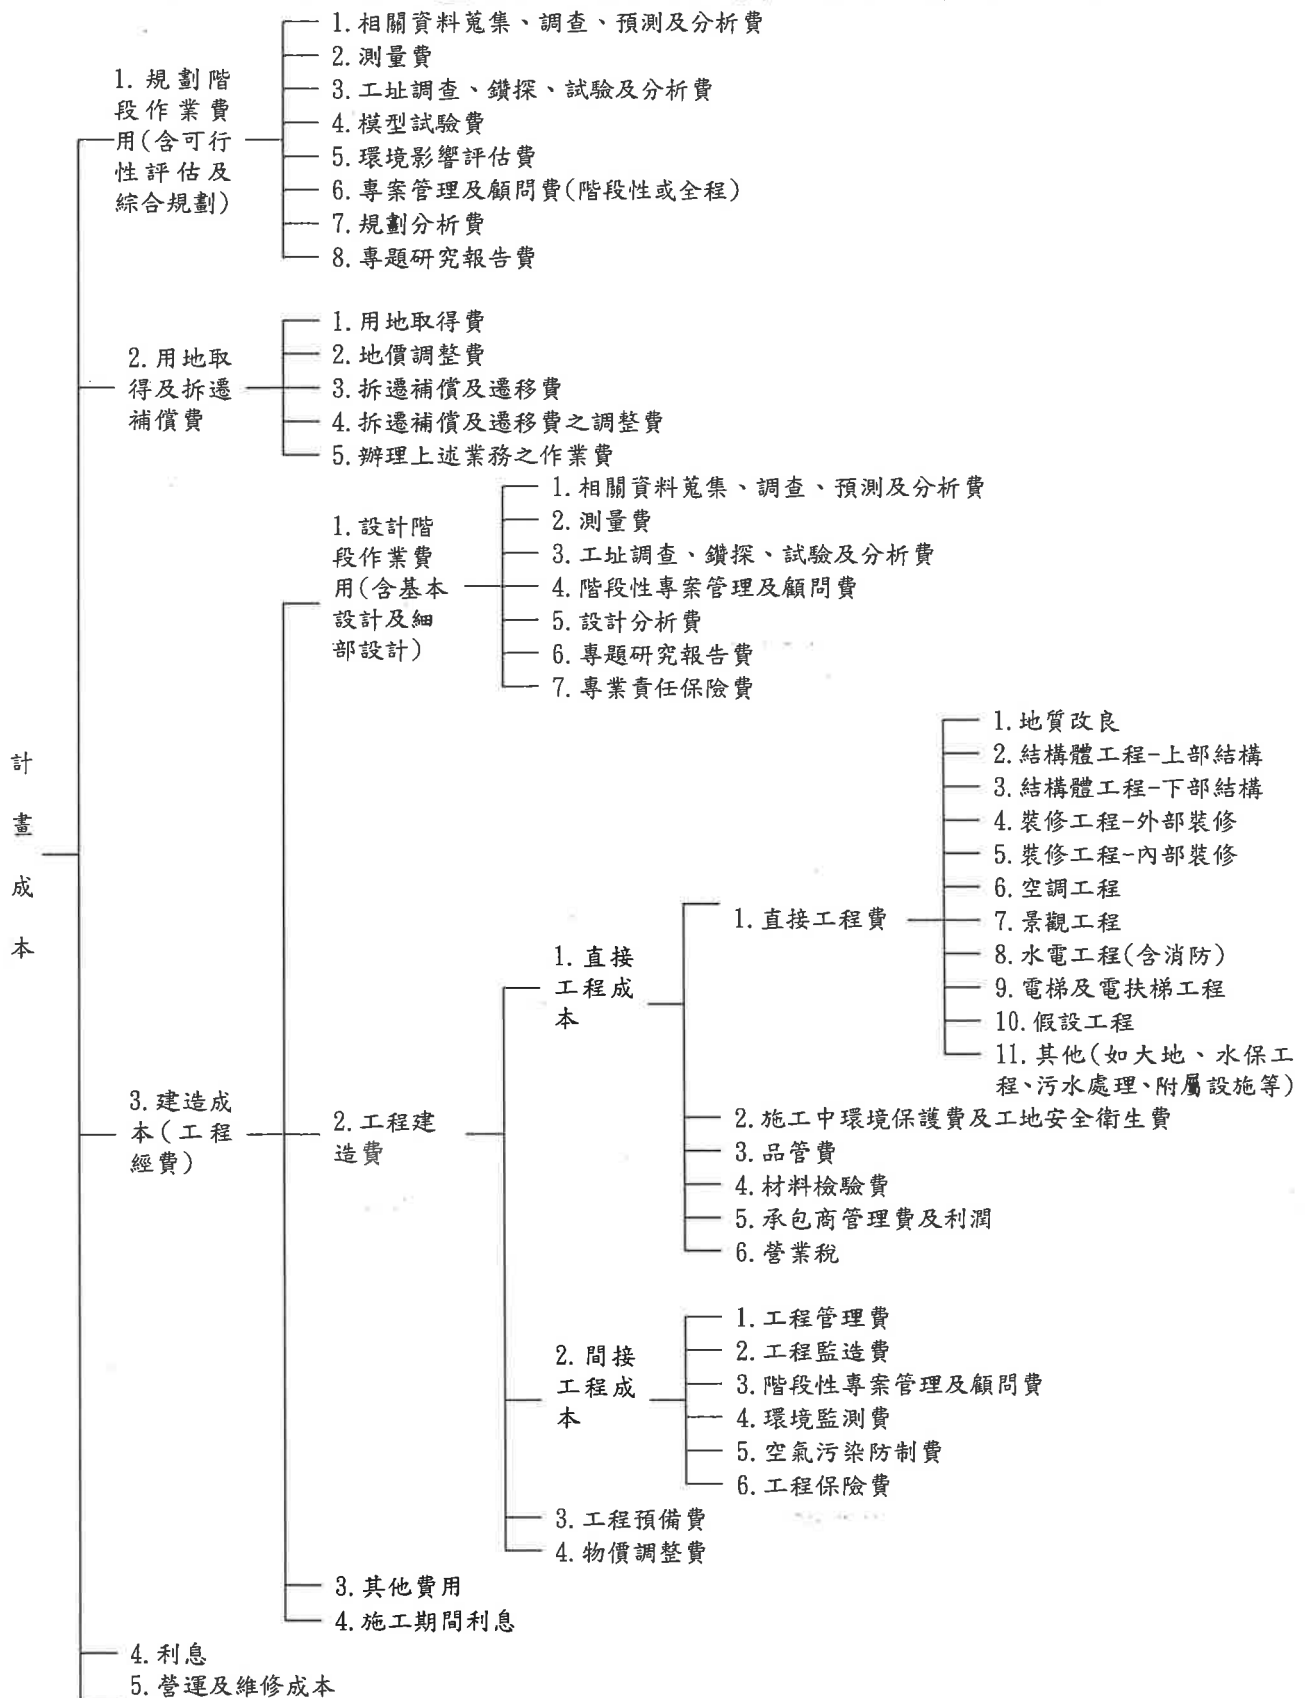 計
畫
成
本
1. 規劃階
段作業費
用(含可行
性評估及
綜合規劃)
1. 相關資料蒐集、調查、預測及分析費
2. 測量費
3. 工址調查、鑽探、試驗及分析費
4. 模型試驗費
5. 環境影響評估費
6. 專案管理及顧問費(階段性或全程)
7. 規劃分析費
8. 專題研究報告費
2. 用地取
得及拆遷
補償費
1. 用地取得費
2. 地價調整費
3. 拆遷補償及遷移費
4. 拆遷補償及遷移費之調整費
5. 辦理上述業務之作業費
3. 建造成
本(工程
經費)
1. 設計階
段作業費
用(含基本
設計及細
部設計)
1. 相關資料蒐集、調查、預測及分析費
2. 測量費
3. 工址調查、鑽探、試驗及分析費
4. 階段性專案管理及顧問費
5. 設計分析費
6. 專題研究報告費
7. 專業責任保險費
2. 工程建
造費
1. 直接
工程成
本
1. 直接工程費
1. 地質改良
2. 結構體工程-上部結構
3. 結構體工程-下部結構
4. 裝修工程-外部裝修
5. 裝修工程-內部裝修
6. 空調工程
7. 景觀工程
8. 水電工程(含消防)
9. 電梯及電扶梯工程
10. 假設工程
11. 其他(如大地、水保工
程、污水處理、附屬設施等)
2. 施工中環境保護費及工地安全衛生費
3. 品管費
4. 材料檢驗費
5. 承包商管理費及利潤
6. 營業稅
2. 間接
工程成
本
1. 工程管理費
2. 工程監造費
3. 階段性專案管理及顧問費
4. 環境監測費
5. 空氣污染防制費
6. 工程保險費
3. 工程預備費
4. 物價調整費
3. 其他費用
4. 施工期間利息
4. 利息
5. 營運及維修成本